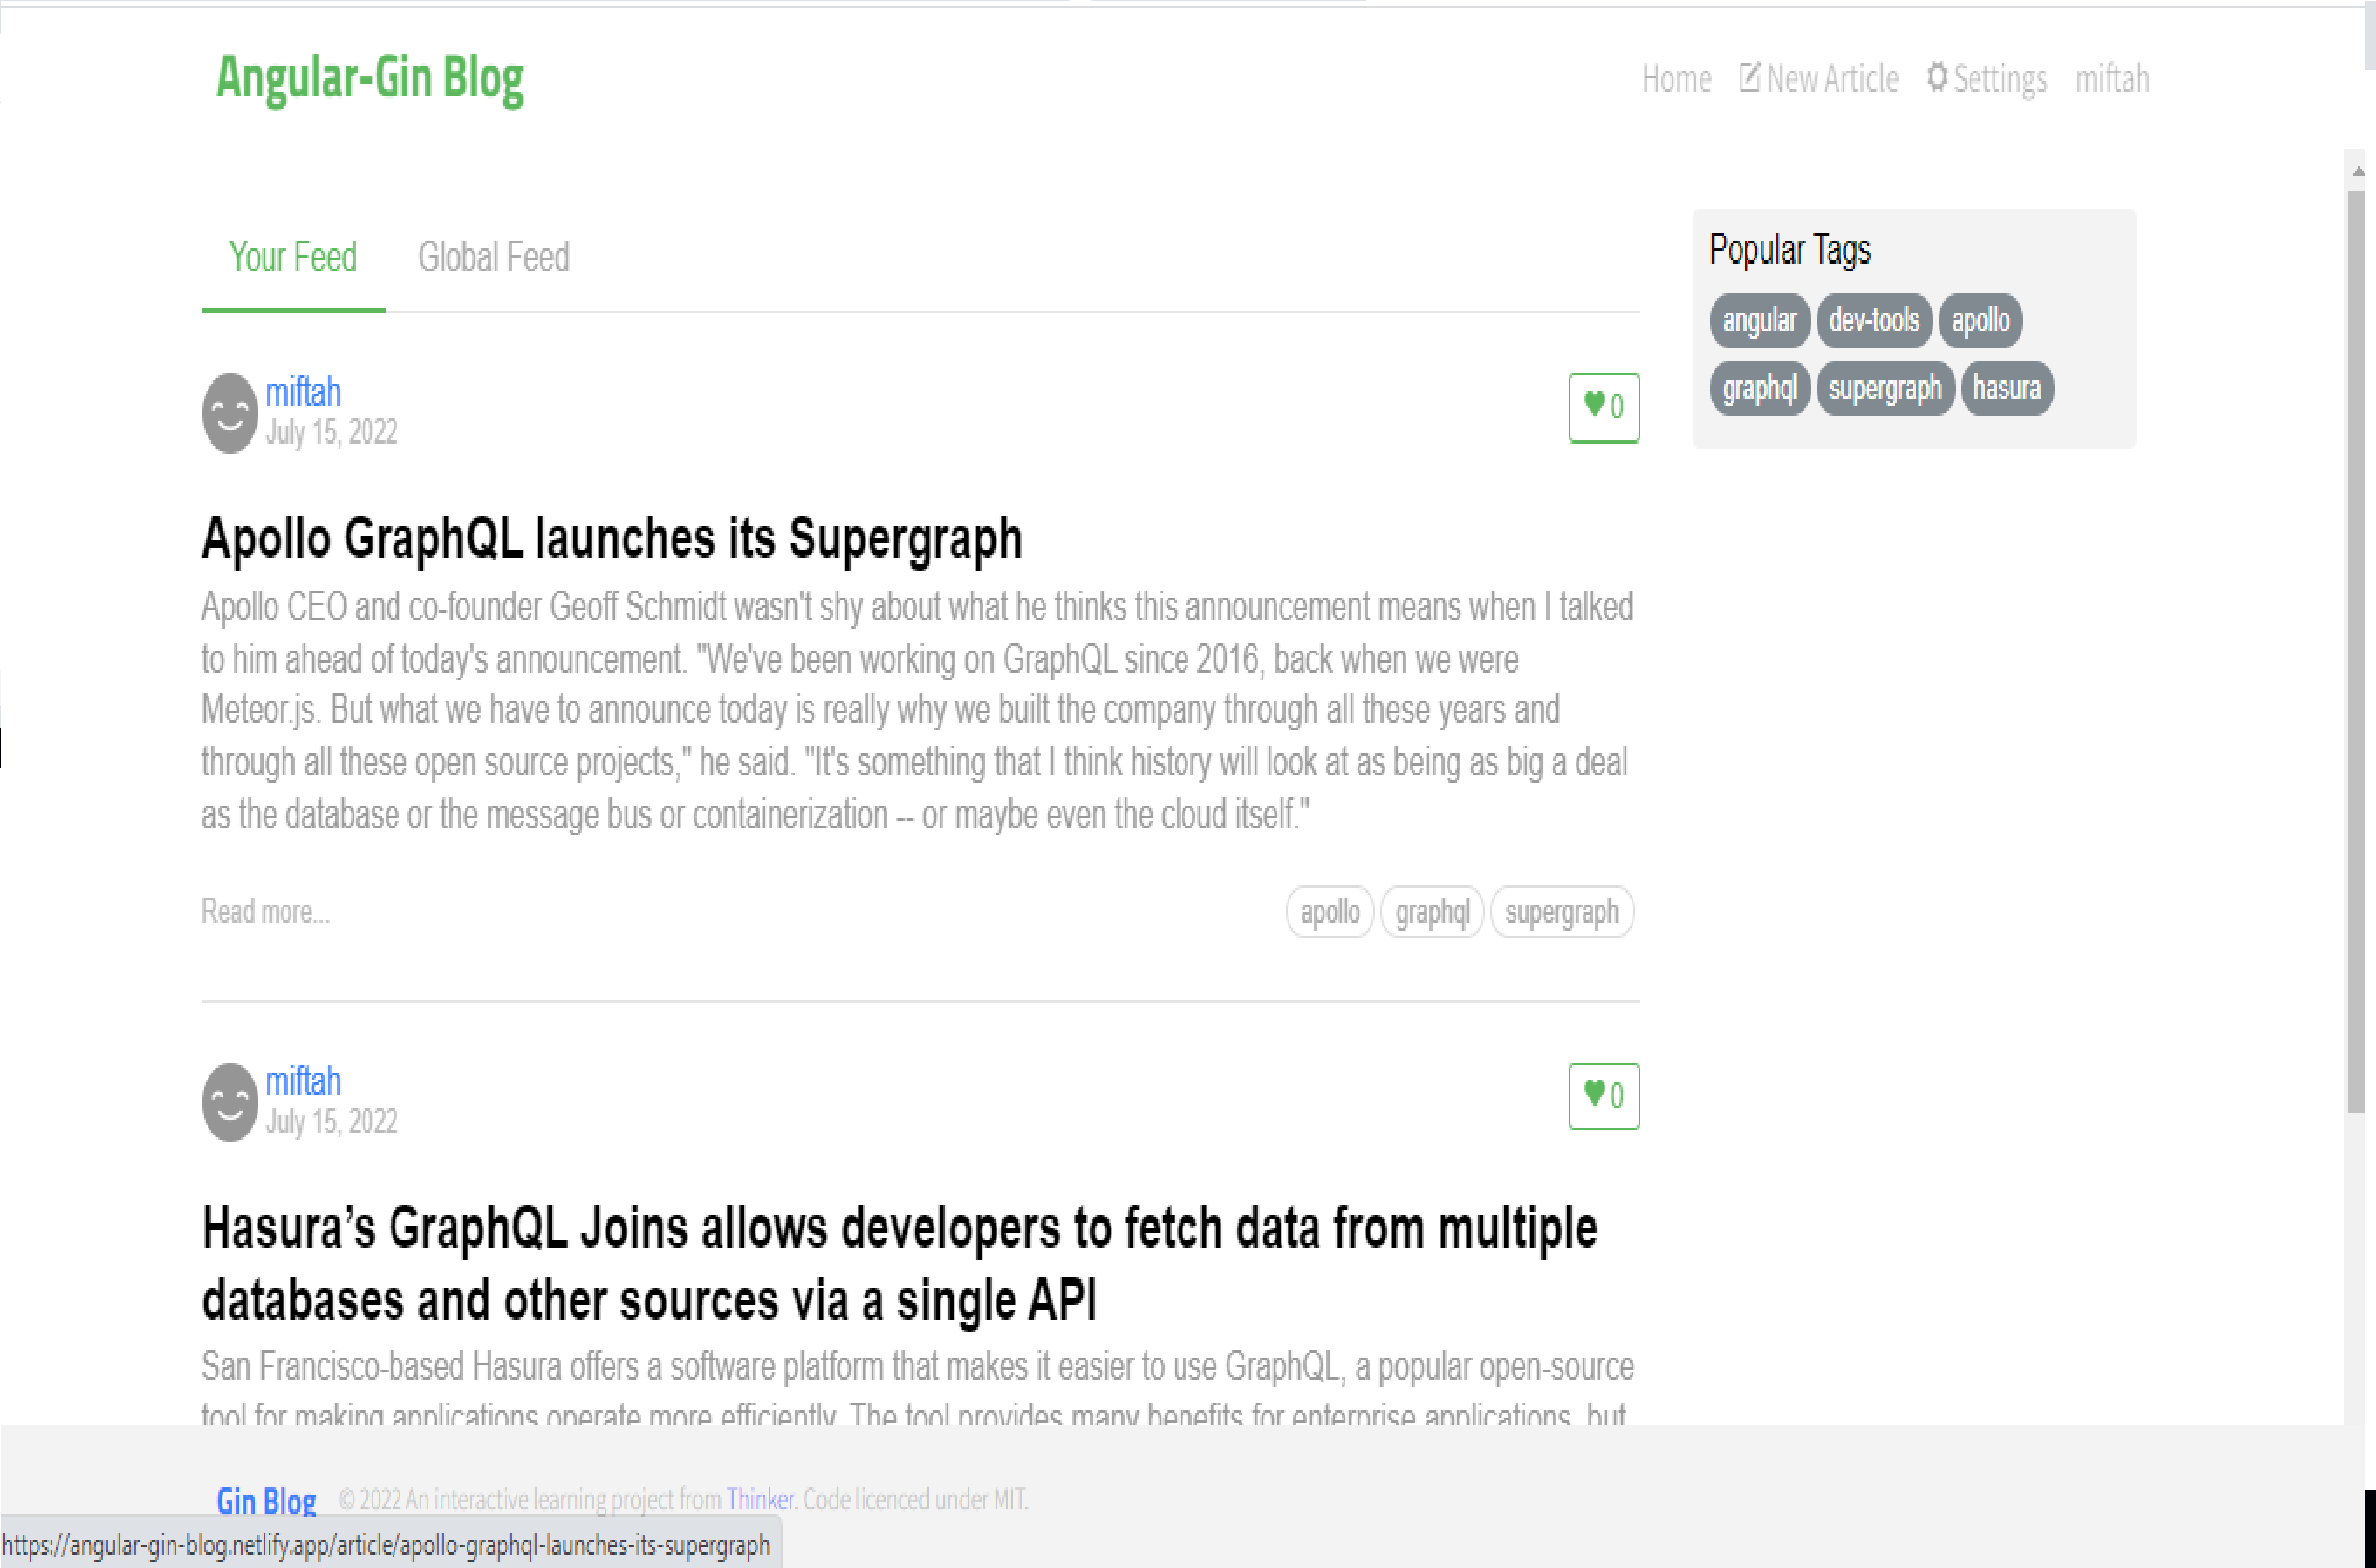 Angular-Gin Blog
Home New Article Settings miftah
Your Feed Global Feed
Popular Tags
angular dev-tools apollo
graphql supergraph hasura
miftah
July 15, 2022
0
Apollo GraphQL launches its Supergraph
Apollo CEO and co-founder Geoff Schmidt wasn't shy about what he thinks this announcement means when I talked
to him ahead of today's announcement. "We've been working on GraphQL since 2016, back when we were
Meteor.js. But what we have to announce today is really why we built the company through all these years and
through all these open source projects," he said. "It's something that I think history will look at as being as big a deal
as the database or the message bus or containerization -- or maybe even the cloud itself."
Read more...
apollo graphql supergraph
miftah
July 15, 2022
0
Hasura’s GraphQL Joins allows developers to fetch data from multiple
databases and other sources via a single API
San Francisco-based Hasura offers a software platform that makes it easier to use GraphQL, a popular open-source
tool for making applications operate more efficiently. The tool provides many benefits for enterprise applications, but
Gin Blog © 2022 An interactive learning project from Thinker. Code licenced under MIT.
https://angular-gin-blog.netlify.app/article/apollo-graphql-launches-its-supergraph